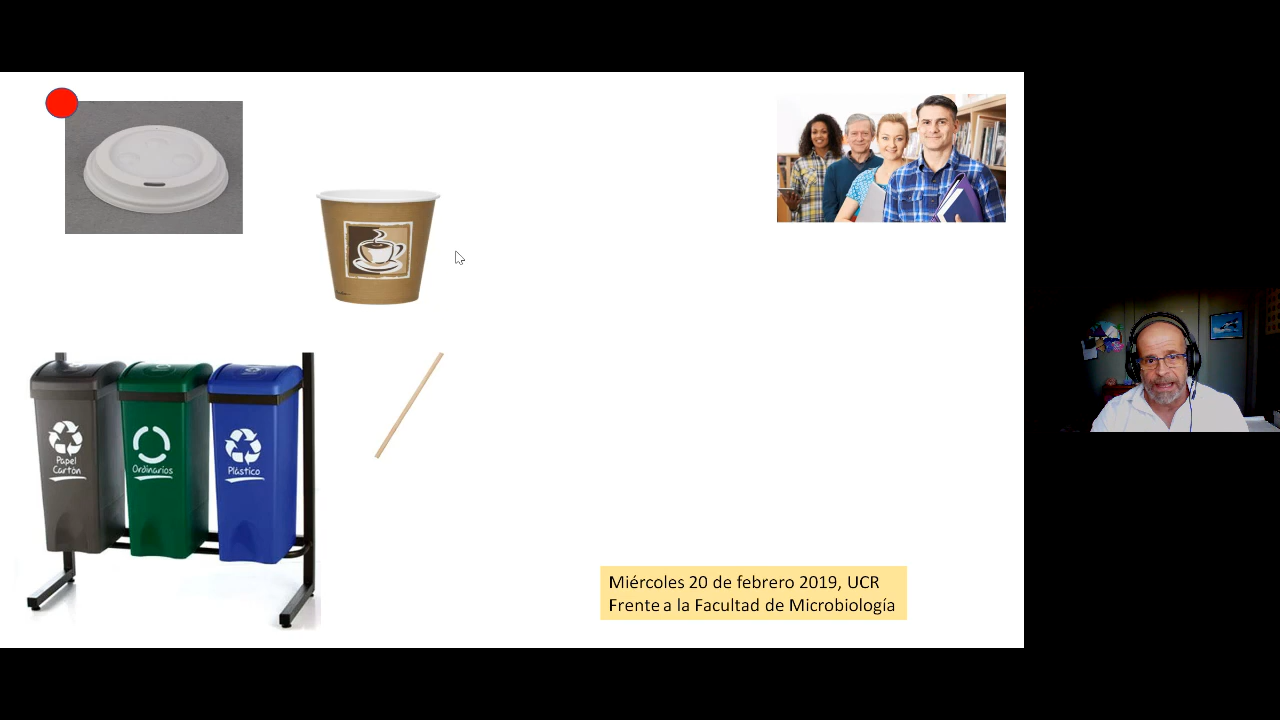 Papel
Cartón
Ordinarios
Plástico
Miércoles 20 de febrero 2019, UCR
Frente a la Facultad de Microbiología